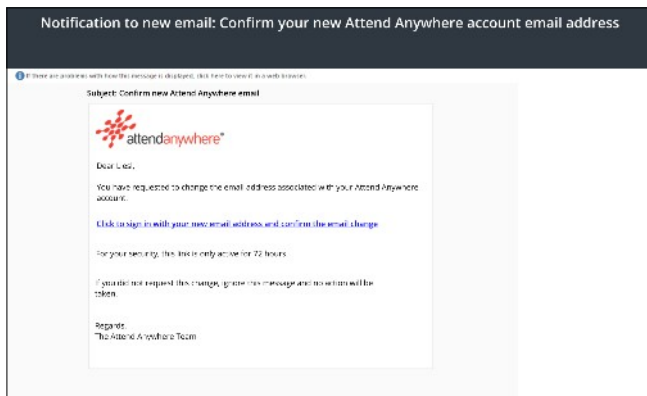 Notification to new email: Confirm your new Attend Anywhere account email address
If there are problems with how this message is displayed, click here to view it in a web browser.
Subject: Confirm new Attend Anywhere email
attendanywhere™
Dear Liesl,
You have requested to change the email address associated with your Attend Anywhere
account.
Click to sign in with your new email address and confirm the email change
For your security, this link is only active for 72 hours
If you did not request this change, ignore this message and no action will be
taken.
Regards,
The Attend Anywhere Team